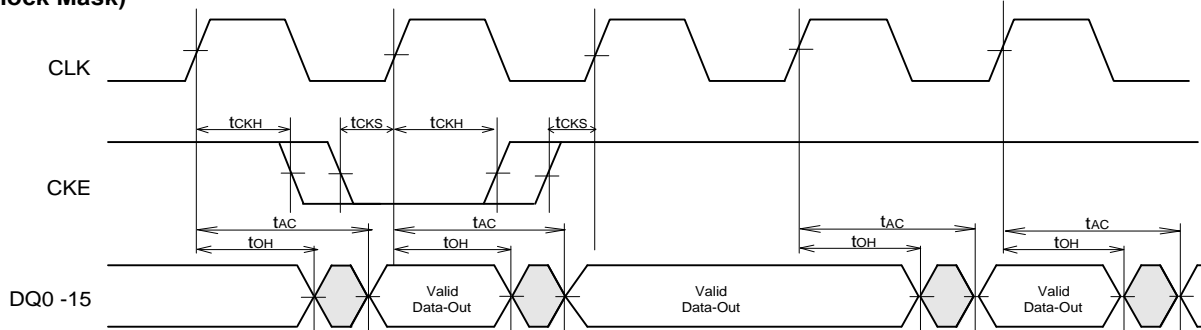 lock Mask)
CLK
tCKH tCKS tCKH tCKS
CKE
tAC tAC tAC tAC
tOH tOH tOH tOH
DQ0 -15
Valid Valid Valid
Data-Out Data-Out Data-Out